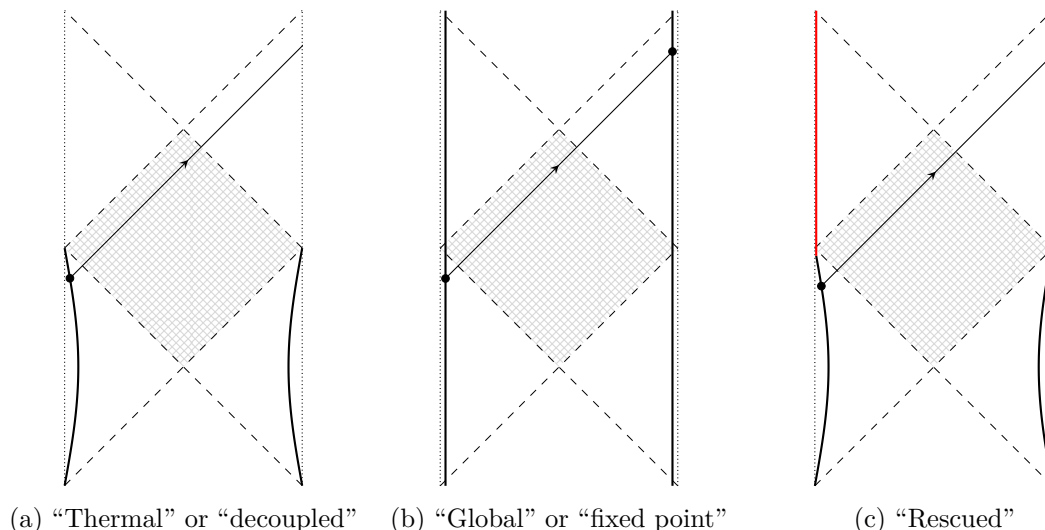 (a) “Thermal” or “decoupled”
(b) “Global” or “fixed point”
(c) “Rescued”